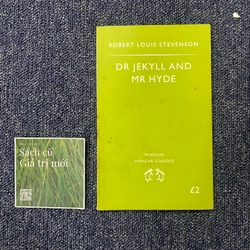 ROBERT LOUIS STEVENSON
DR JEKYLL AND
MR HYDE
PENGUIN
POPULAR CLASSICS
£2
Sách cũ
Giá trị mới